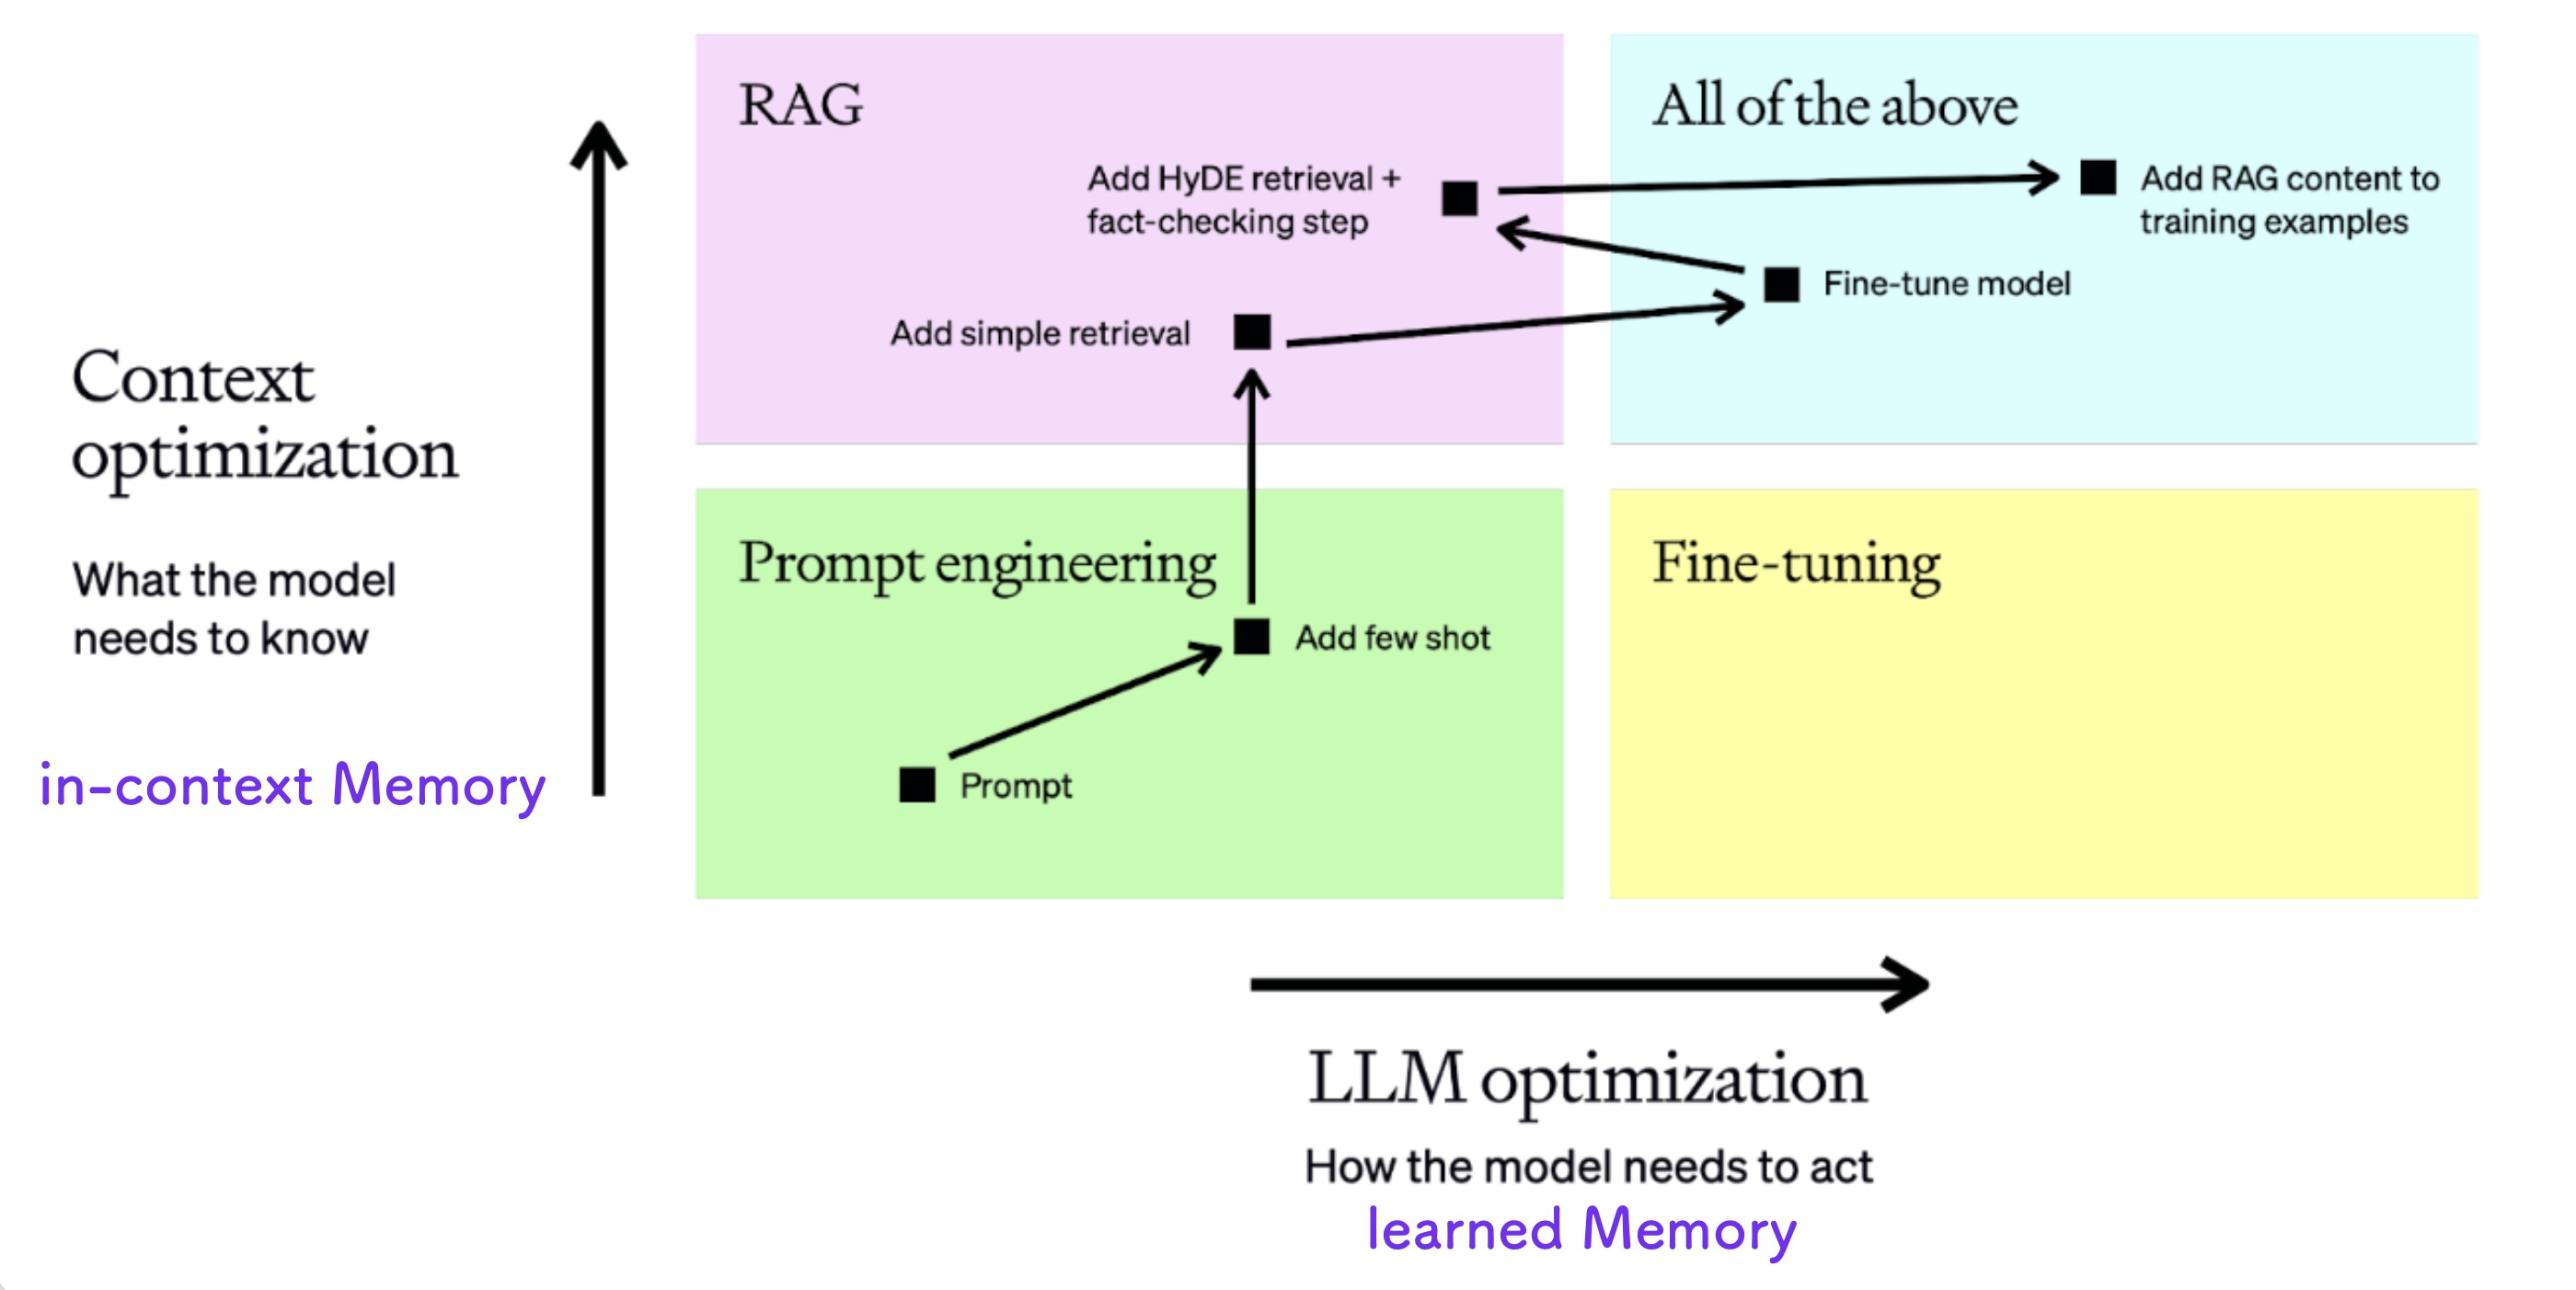 RAG
All of the above
Add HyDE retrieval +
fact-checking step
Add RAG content to
training examples
Fine-tune model
Add simple retrieval
Context
optimization
What the model
needs to know
in-context Memory
Prompt engineering
Add few shot
Prompt
Fine-tuning
LLM optimization
How the model needs to act
learned Memory